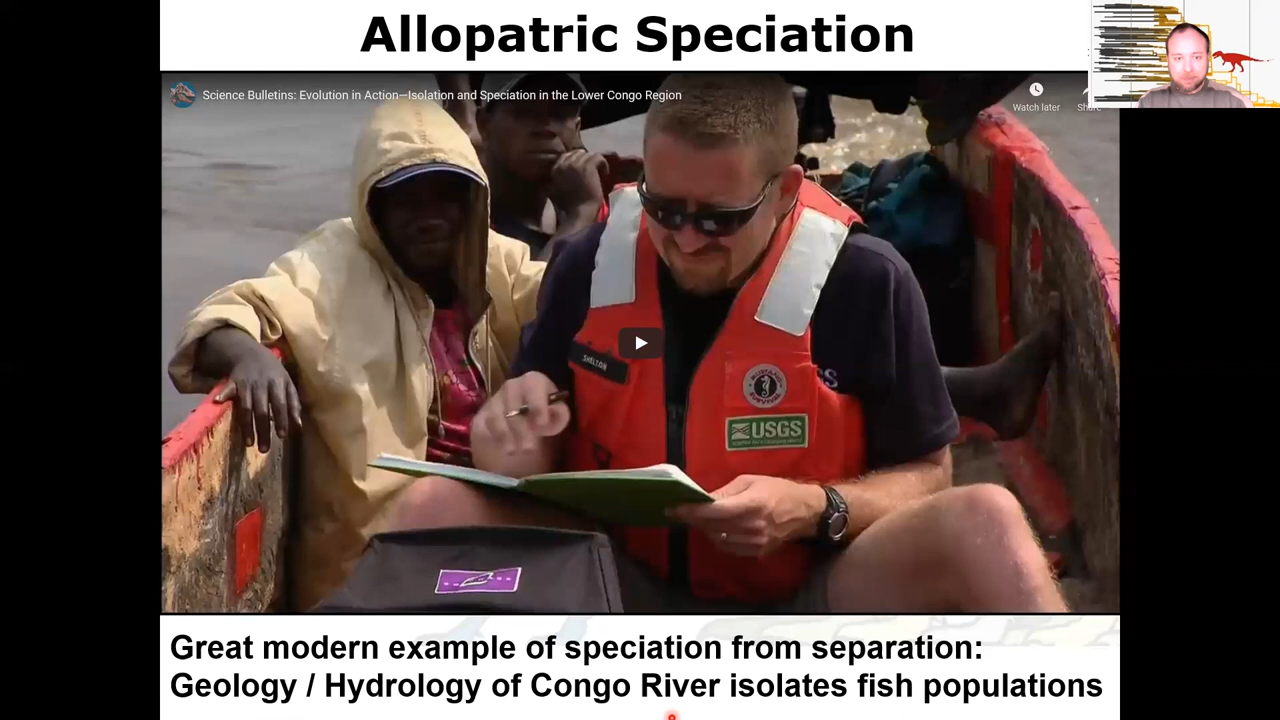 Allopatric Speciation
Science Bulletins: Evolution in Action—Isolation and Speciation in the Lower Congo Region
Watch later
Share
SHELTON
USGS
Great modern example of speciation from separation:
Geology / Hydrology of Congo River isolates fish populations